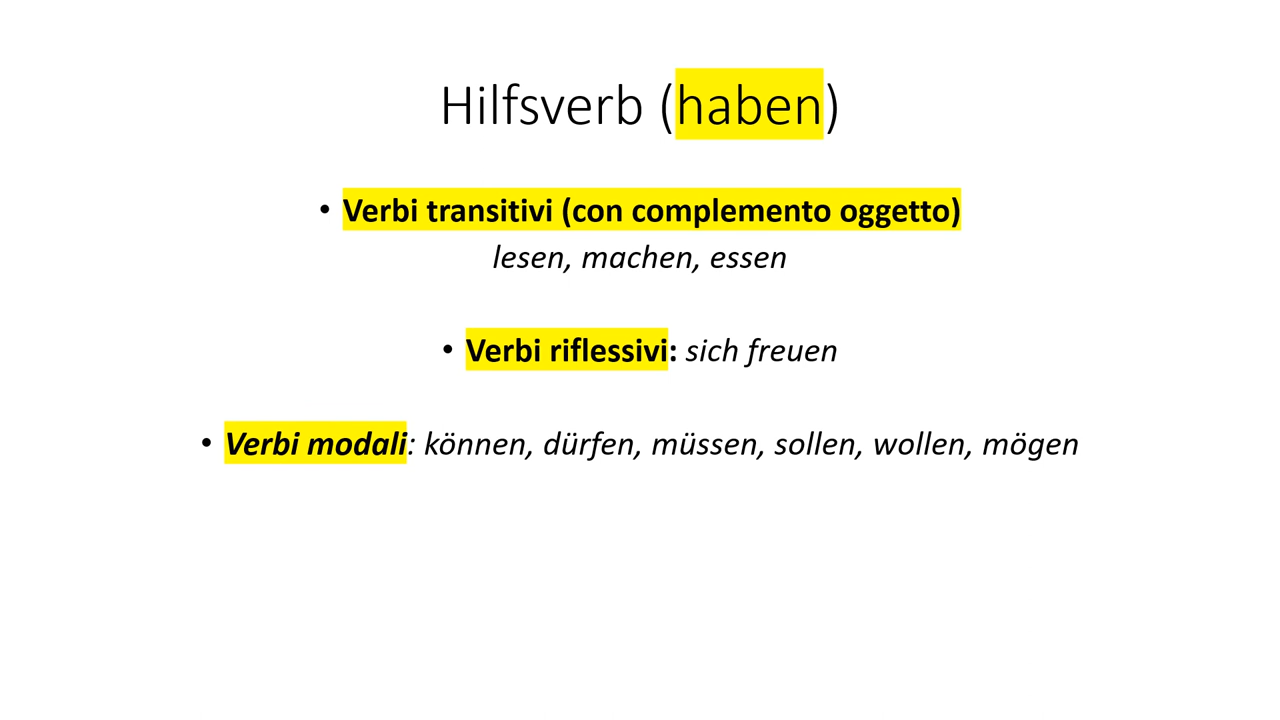 Hilfsverb (haben)
• Verbi transitivi (con complemento oggetto)
lesen, machen, essen
• Verbi riflessivi: sich freuen
• Verbi modali: können, dürfen, müssen, sollen, wollen, mögen